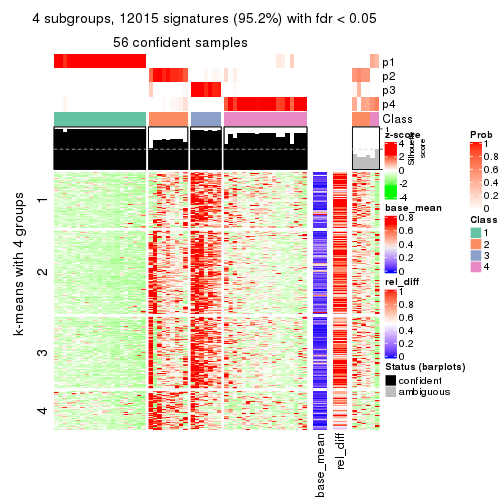 4 subgroups, 12015 signatures (95.2%) with fdr < 0.05
56 confident samples
p1
p2
p3
p4
Class
1
Silhouette
score
k-means with 4 groups
1
2
3
4
base_mean
rel_diff
z-score
4
2
0
-2
-4
base_mean
0.8
0.6
0.4
0.2
0
rel_diff
1
0.8
0.6
0.4
0.2
0
Status (barplots)
confident
ambiguous
Prob
1
0.8
0.6
0.4
0.2
0
Class
1
2
3
4